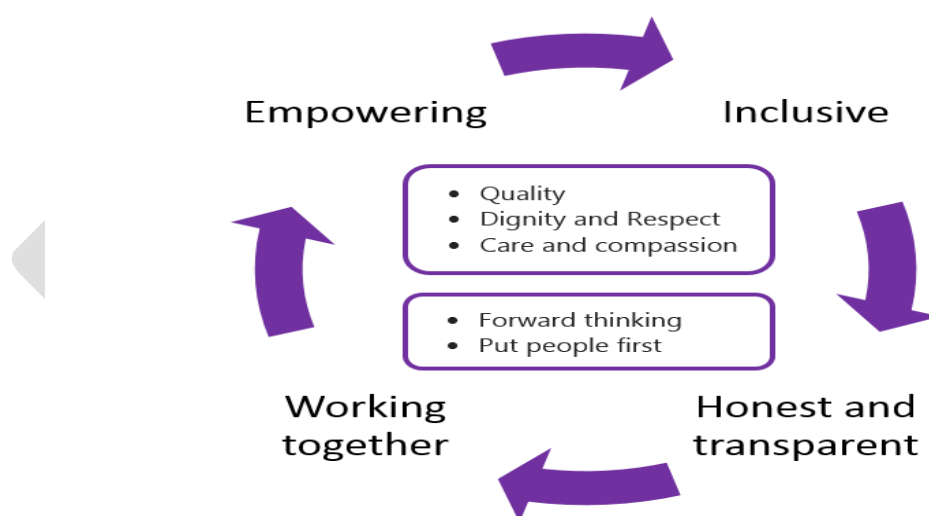 Empowering
Inclusive
• Quality
• Dignity and Respect
• Care and compassion
• Forward thinking
• Put people first
Working
together
Honest and
transparent